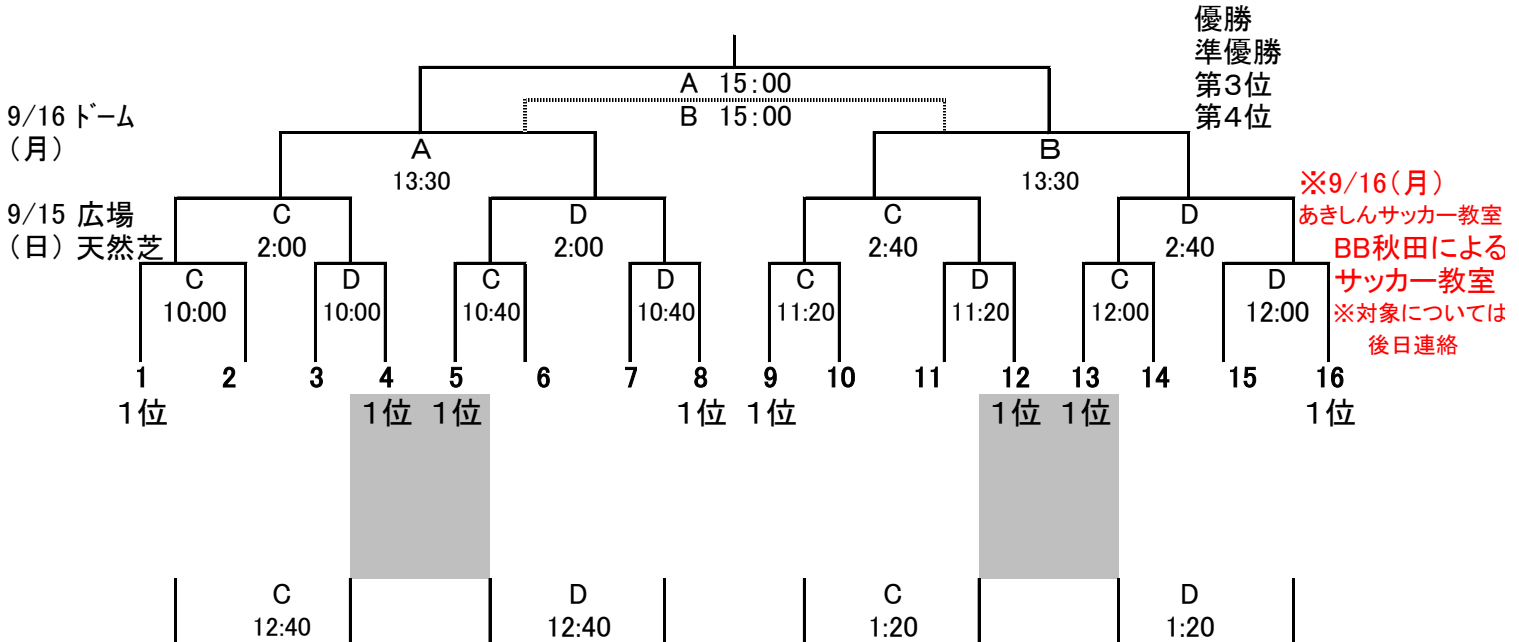 優勝
準優勝
第3位
第4位
A 15:00
B 15:00
9/16 ﾄﾞｰﾑ
（月）
A
13:30
B
13:30
※9/16（月）
あきしんサッカー教室
BB秋田による
サッカー教室
※対象については
後日連絡
9/15 広場
（日）天然芝
C
2:00
D
2:00
C
2:40
D
2:40
C
10:00
D
10:00
C
10:40
D
10:40
C
11:20
D
11:20
C
12:00
D
12:00
1 2 3 4 5 6 7 8 9 10 11 12 13 14 15 16
1位 1位 1位 1位 1位 1位 1位 1位
C
12:40
D
12:40
C
1:20
D
1:20